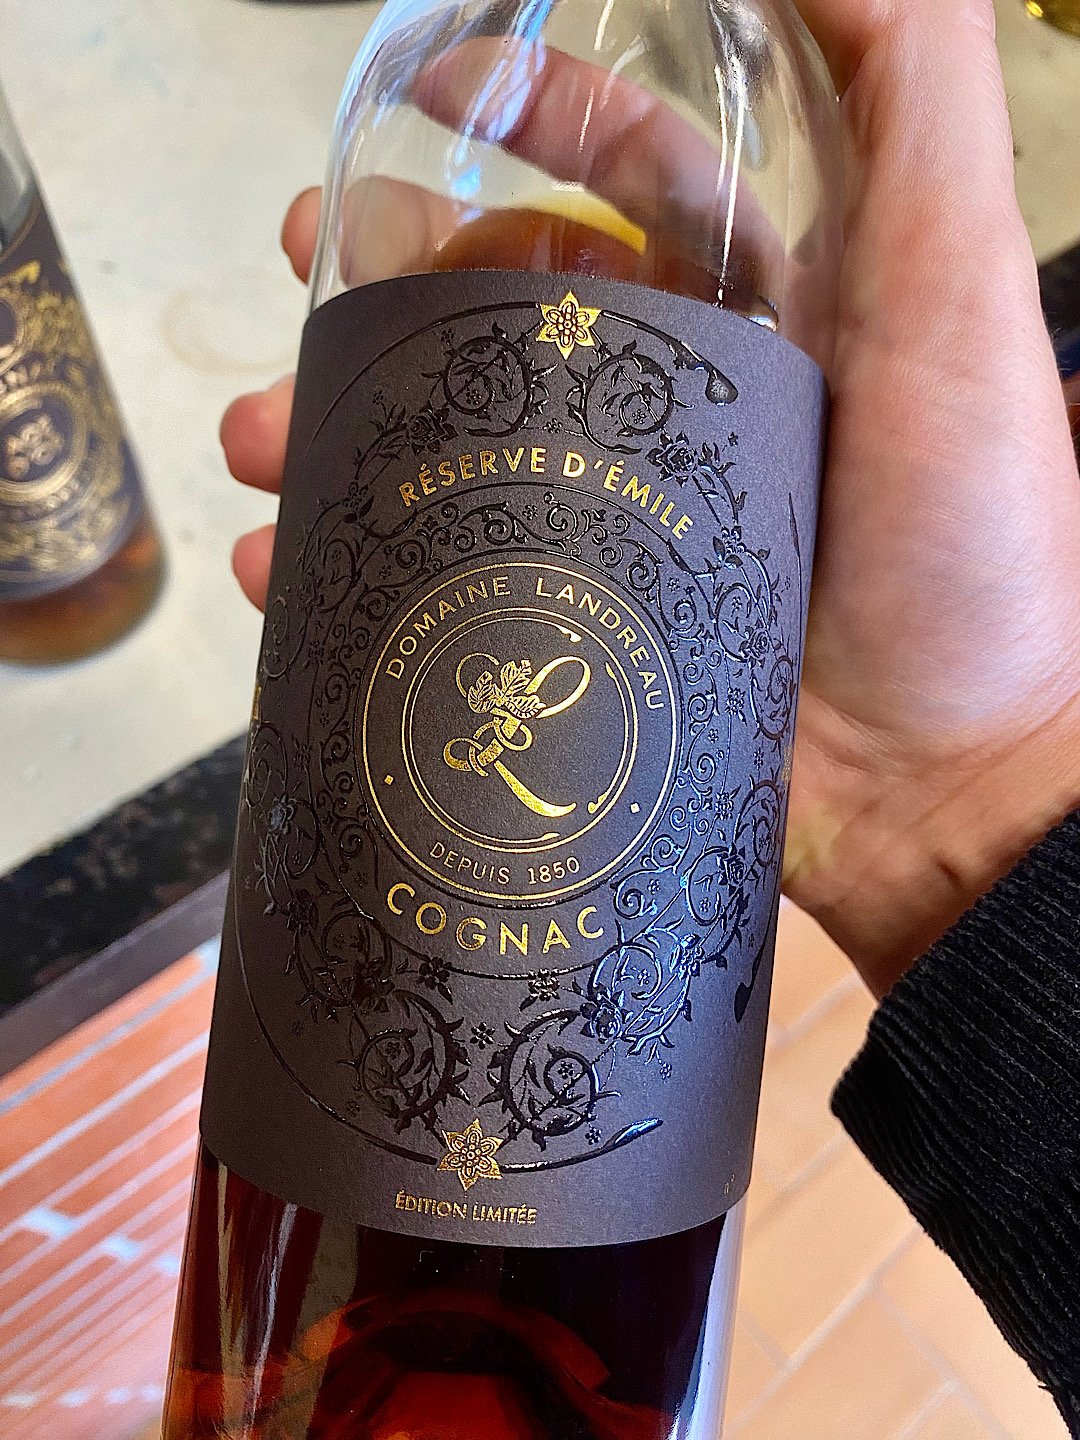 RÉSERVE D'ÉMILE
DOMAINE LANDREAU
DEPUIS 1850
COGNAC
ÉDITION LIMITÉE